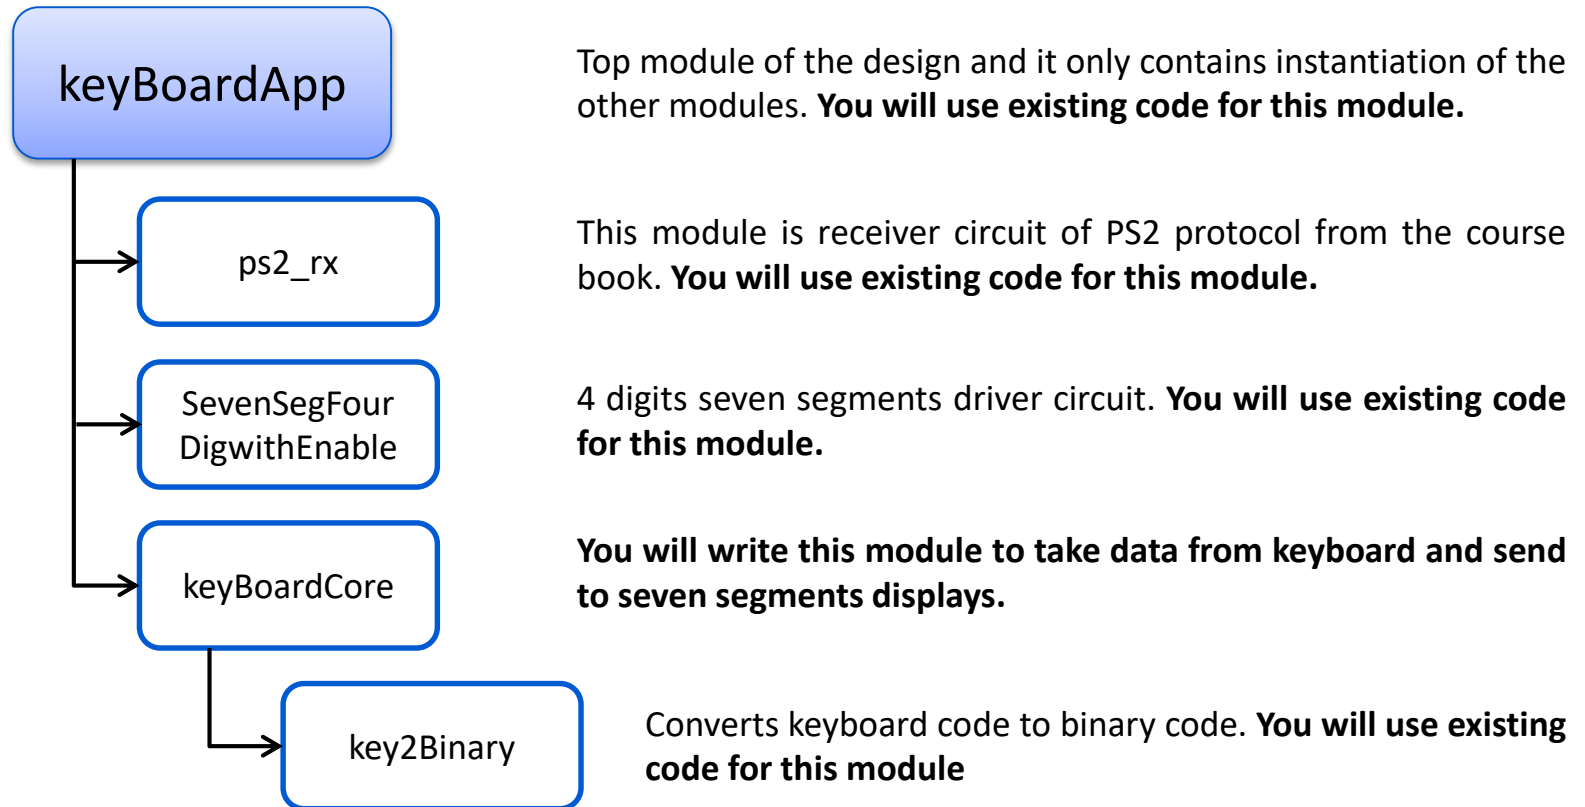 keyBoardApp
Top module of the design and it only contains instantiation of the
other modules. You will use existing code for this module.
ps2_rx
This module is receiver circuit of PS2 protocol from the course
book. You will use existing code for this module.
SevenSegFour
DigwithEnable
4 digits seven segments driver circuit. You will use existing code
for this module.
keyBoardCore
You will write this module to take data from keyboard and send
to seven segments displays.
key2Binary
Converts keyboard code to binary code. You will use existing
code for this module